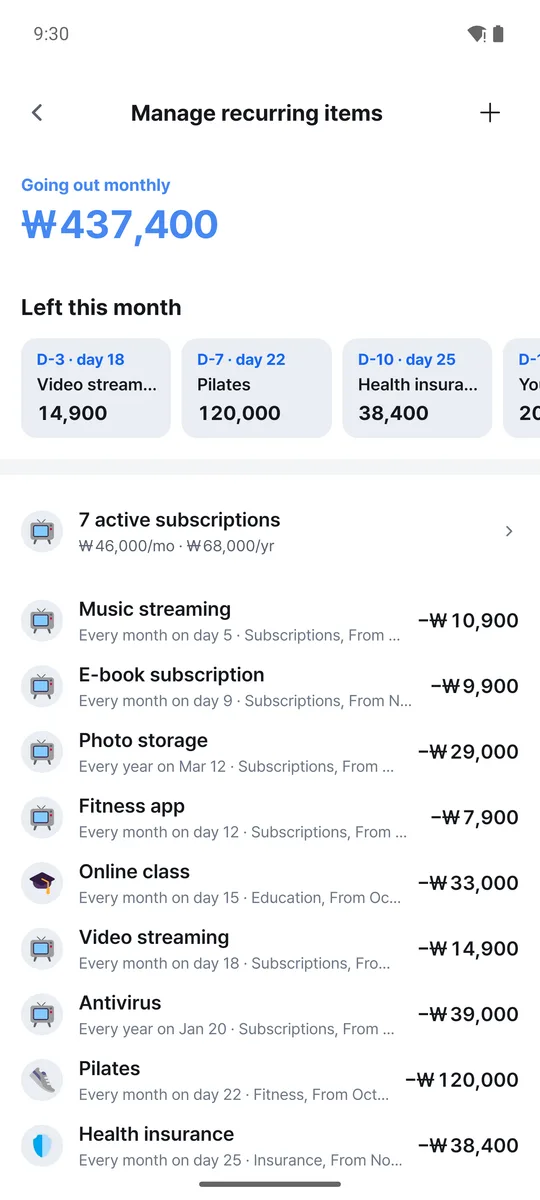 9:30
Manage recurring items
Going out monthly
₩437,400
Left this month
D-3 · day 18
Video stream...
14,900
D-7 · day 22
Pilates
120,000
D-10 · day 25
Health insura...
38,400
7 active subscriptions
₩46,000/mo · ₩68,000/yr
Music streaming
Every month on day 5 · Subscriptions, From ...
−₩10,900
E-book subscription
Every month on day 9 · Subscriptions, From N...
−₩9,900
Photo storage
Every year on Mar 12 · Subscriptions, From ...
−₩29,000
Fitness app
Every month on day 12 · Subscriptions, From ...
−₩7,900
Online class
Every month on day 15 · Education, From Oc...
−₩33,000
Video streaming
Every month on day 18 · Subscriptions, Fro...
−₩14,900
Antivirus
Every year on Jan 20 · Subscriptions, From ...
−₩39,000
Pilates
Every month on day 22 · Fitness, From Oct...
−₩120,000
Health insurance
Every month on day 25 · Insurance, From No...
−₩38,400